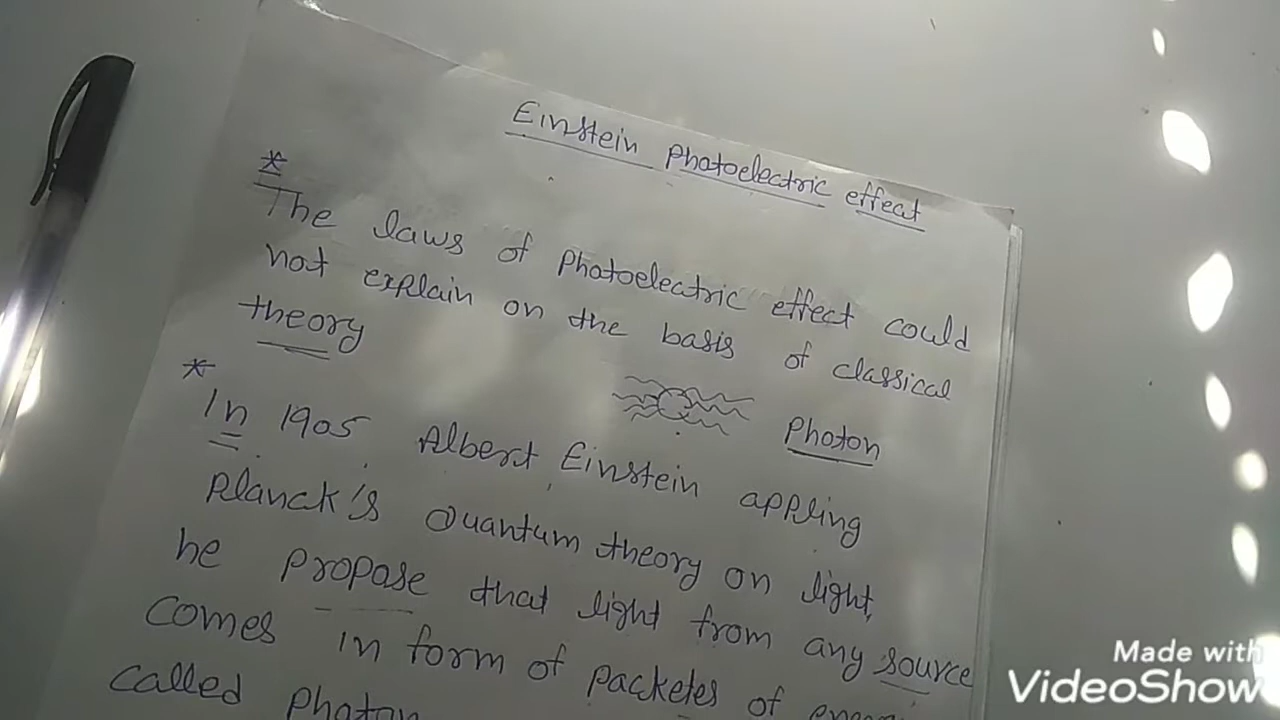 Einstein Photoelectric effect
* The laws of Photoelectric effect could
not explain on the basis of classical
theory
Photon
* In 1905, Albert Einstein appling
Planck's Quantum theory on light,
he propose that light from any source
comes in form of packetes of
called Photon
Made with
VideoShow